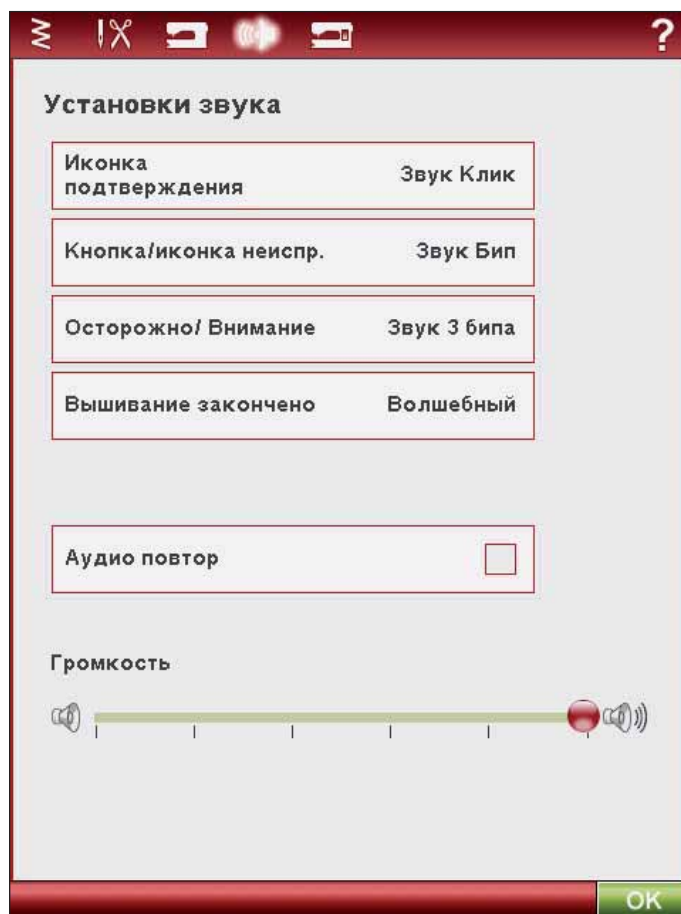 ?
Установки звука
Иконка
подтверждения Звук Клик
Кнопка/иконка неиспр. Звук Бип
Осторожно/ Внимание Звук 3 бипа
Вышивание закончено Волшебный
Аудио повтор
Громкость
OK